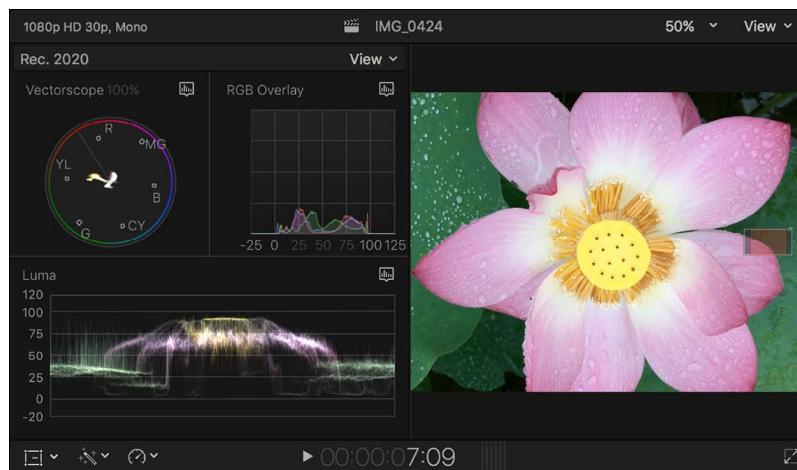 1080p HD 30p, Mono
IMG_0424
50%
View
Rec. 2020
View
Vectorscope 100%
RGB Overlay
R
MG
YL
B
CY
G
-25 0 25 50 75 100 125
Luma
120
100
75
50
25
0
-20
00:00:07:09